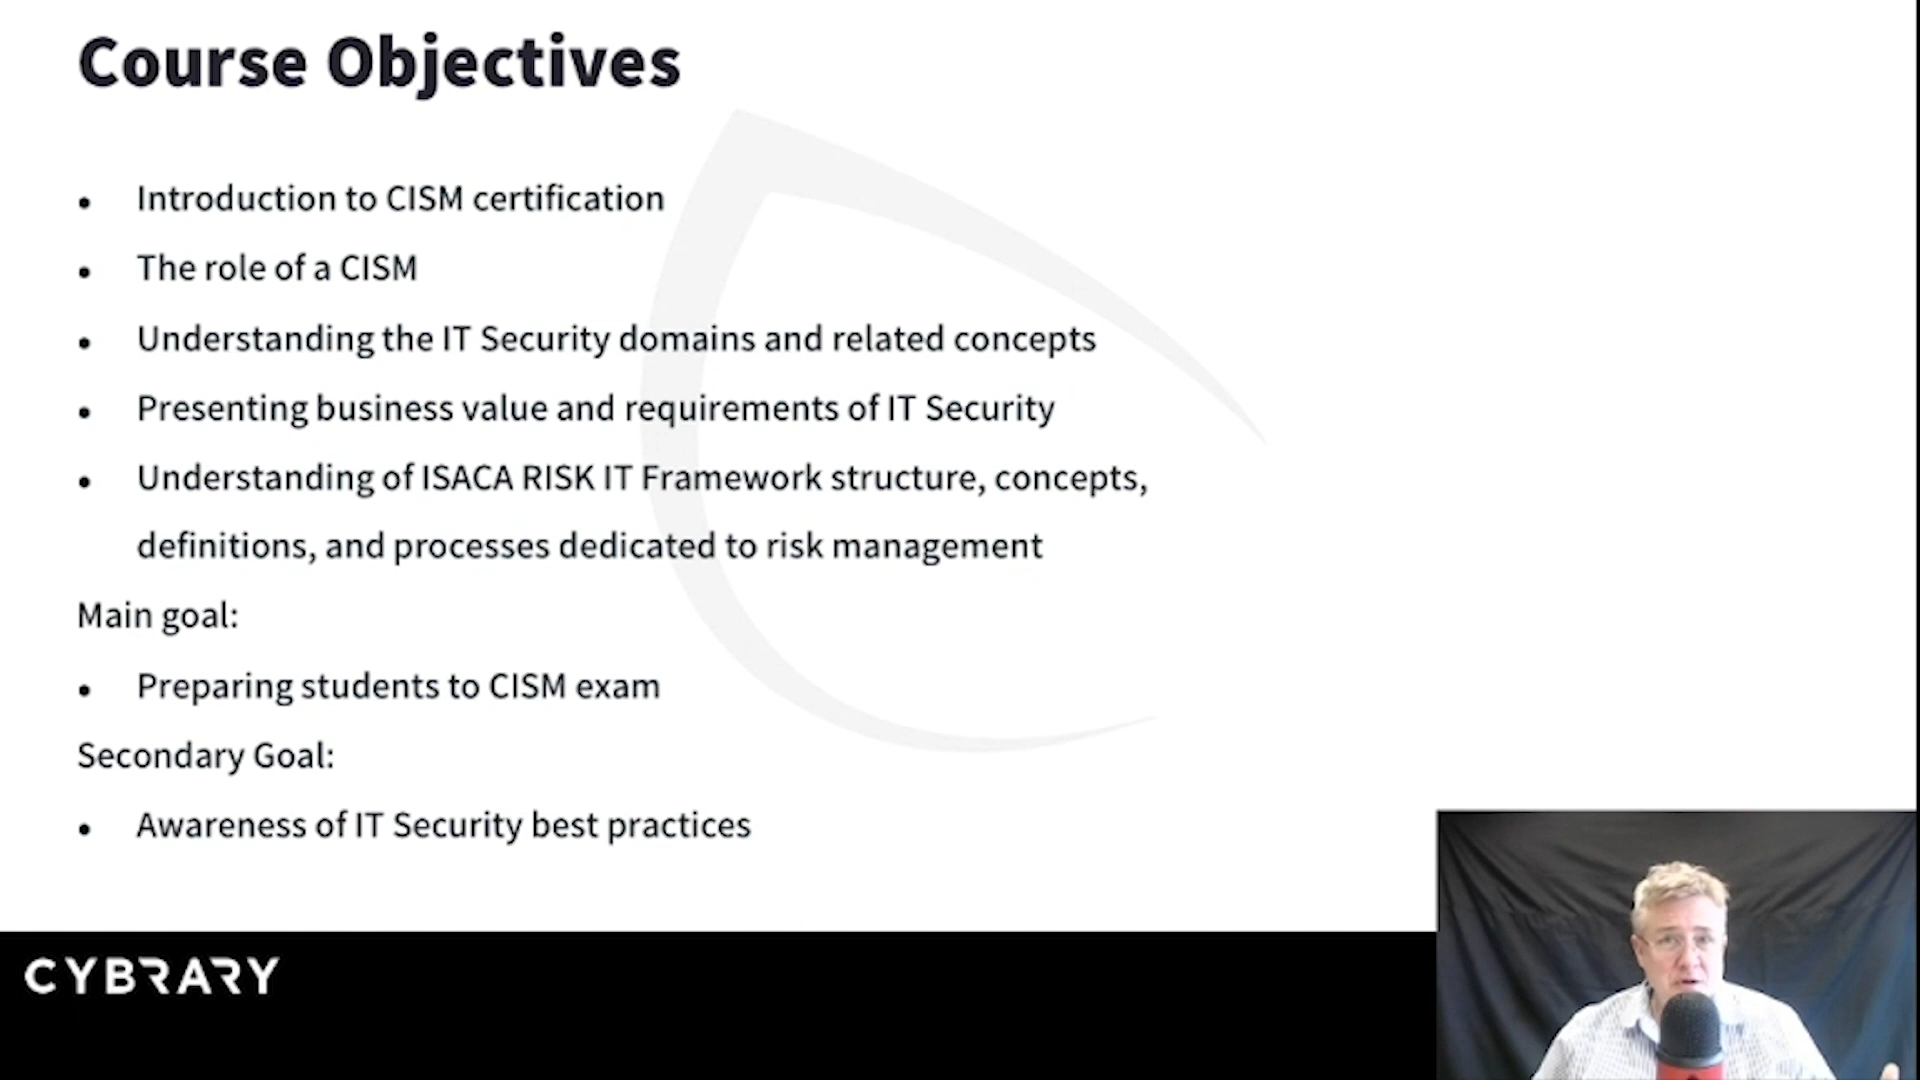 Course Objectives
• Introduction to CISM certification
• The role of a CISM
• Understanding the IT Security domains and related concepts
• Presenting business value and requirements of IT Security
• Understanding of ISACA RISK IT Framework structure, concepts,
definitions, and processes dedicated to risk management
Main goal:
• Preparing students to CISM exam
Secondary Goal:
• Awareness of IT Security best practices
CYBRARY